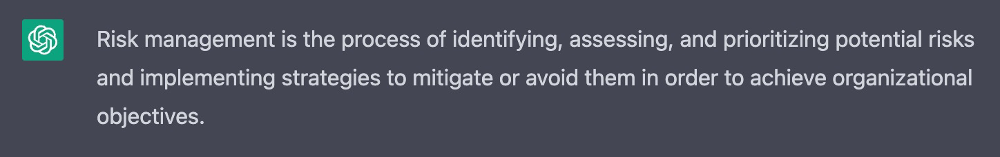 Risk management is the process of identifying, assessing, and prioritizing potential risks
and implementing strategies to mitigate or avoid them in order to achieve organizational
objectives.